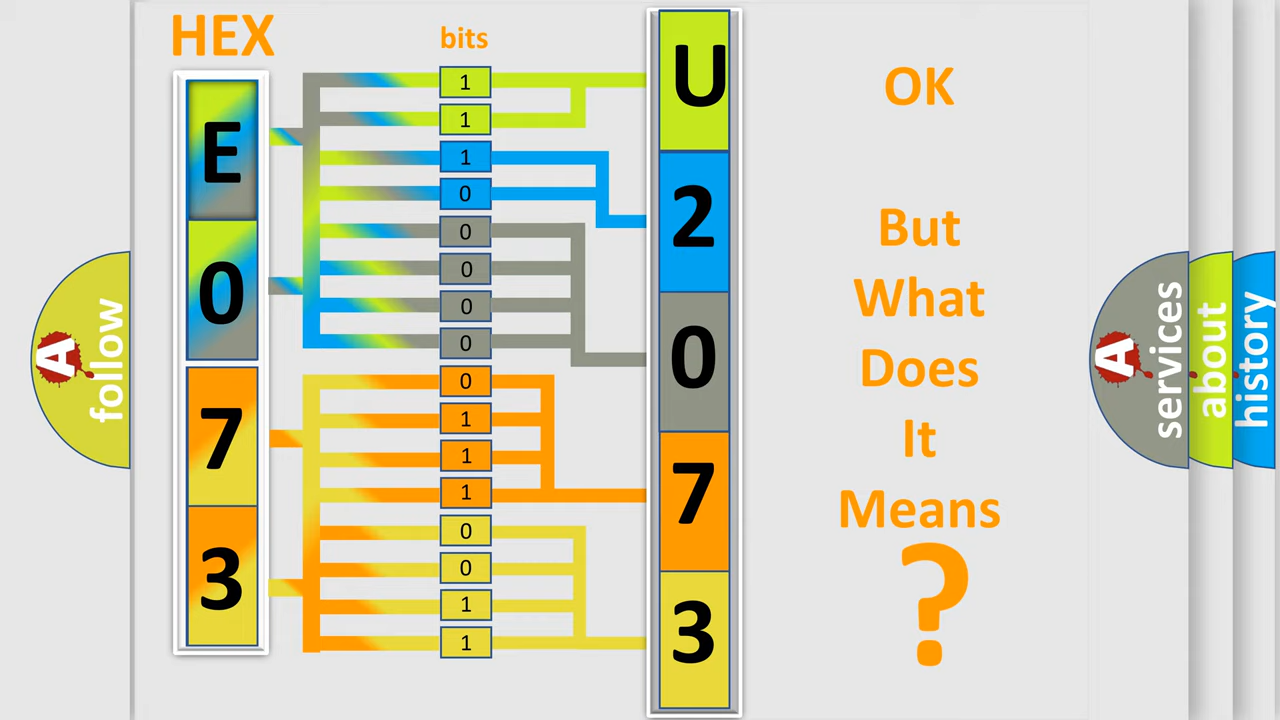 HEX
bits
E
0
7
3
1
1
1
0
0
0
0
0
0
1
1
1
0
0
1
1
U
2
0
7
3
OK
But
What
Does
It
Means
?
A
follow
A
services
about
history